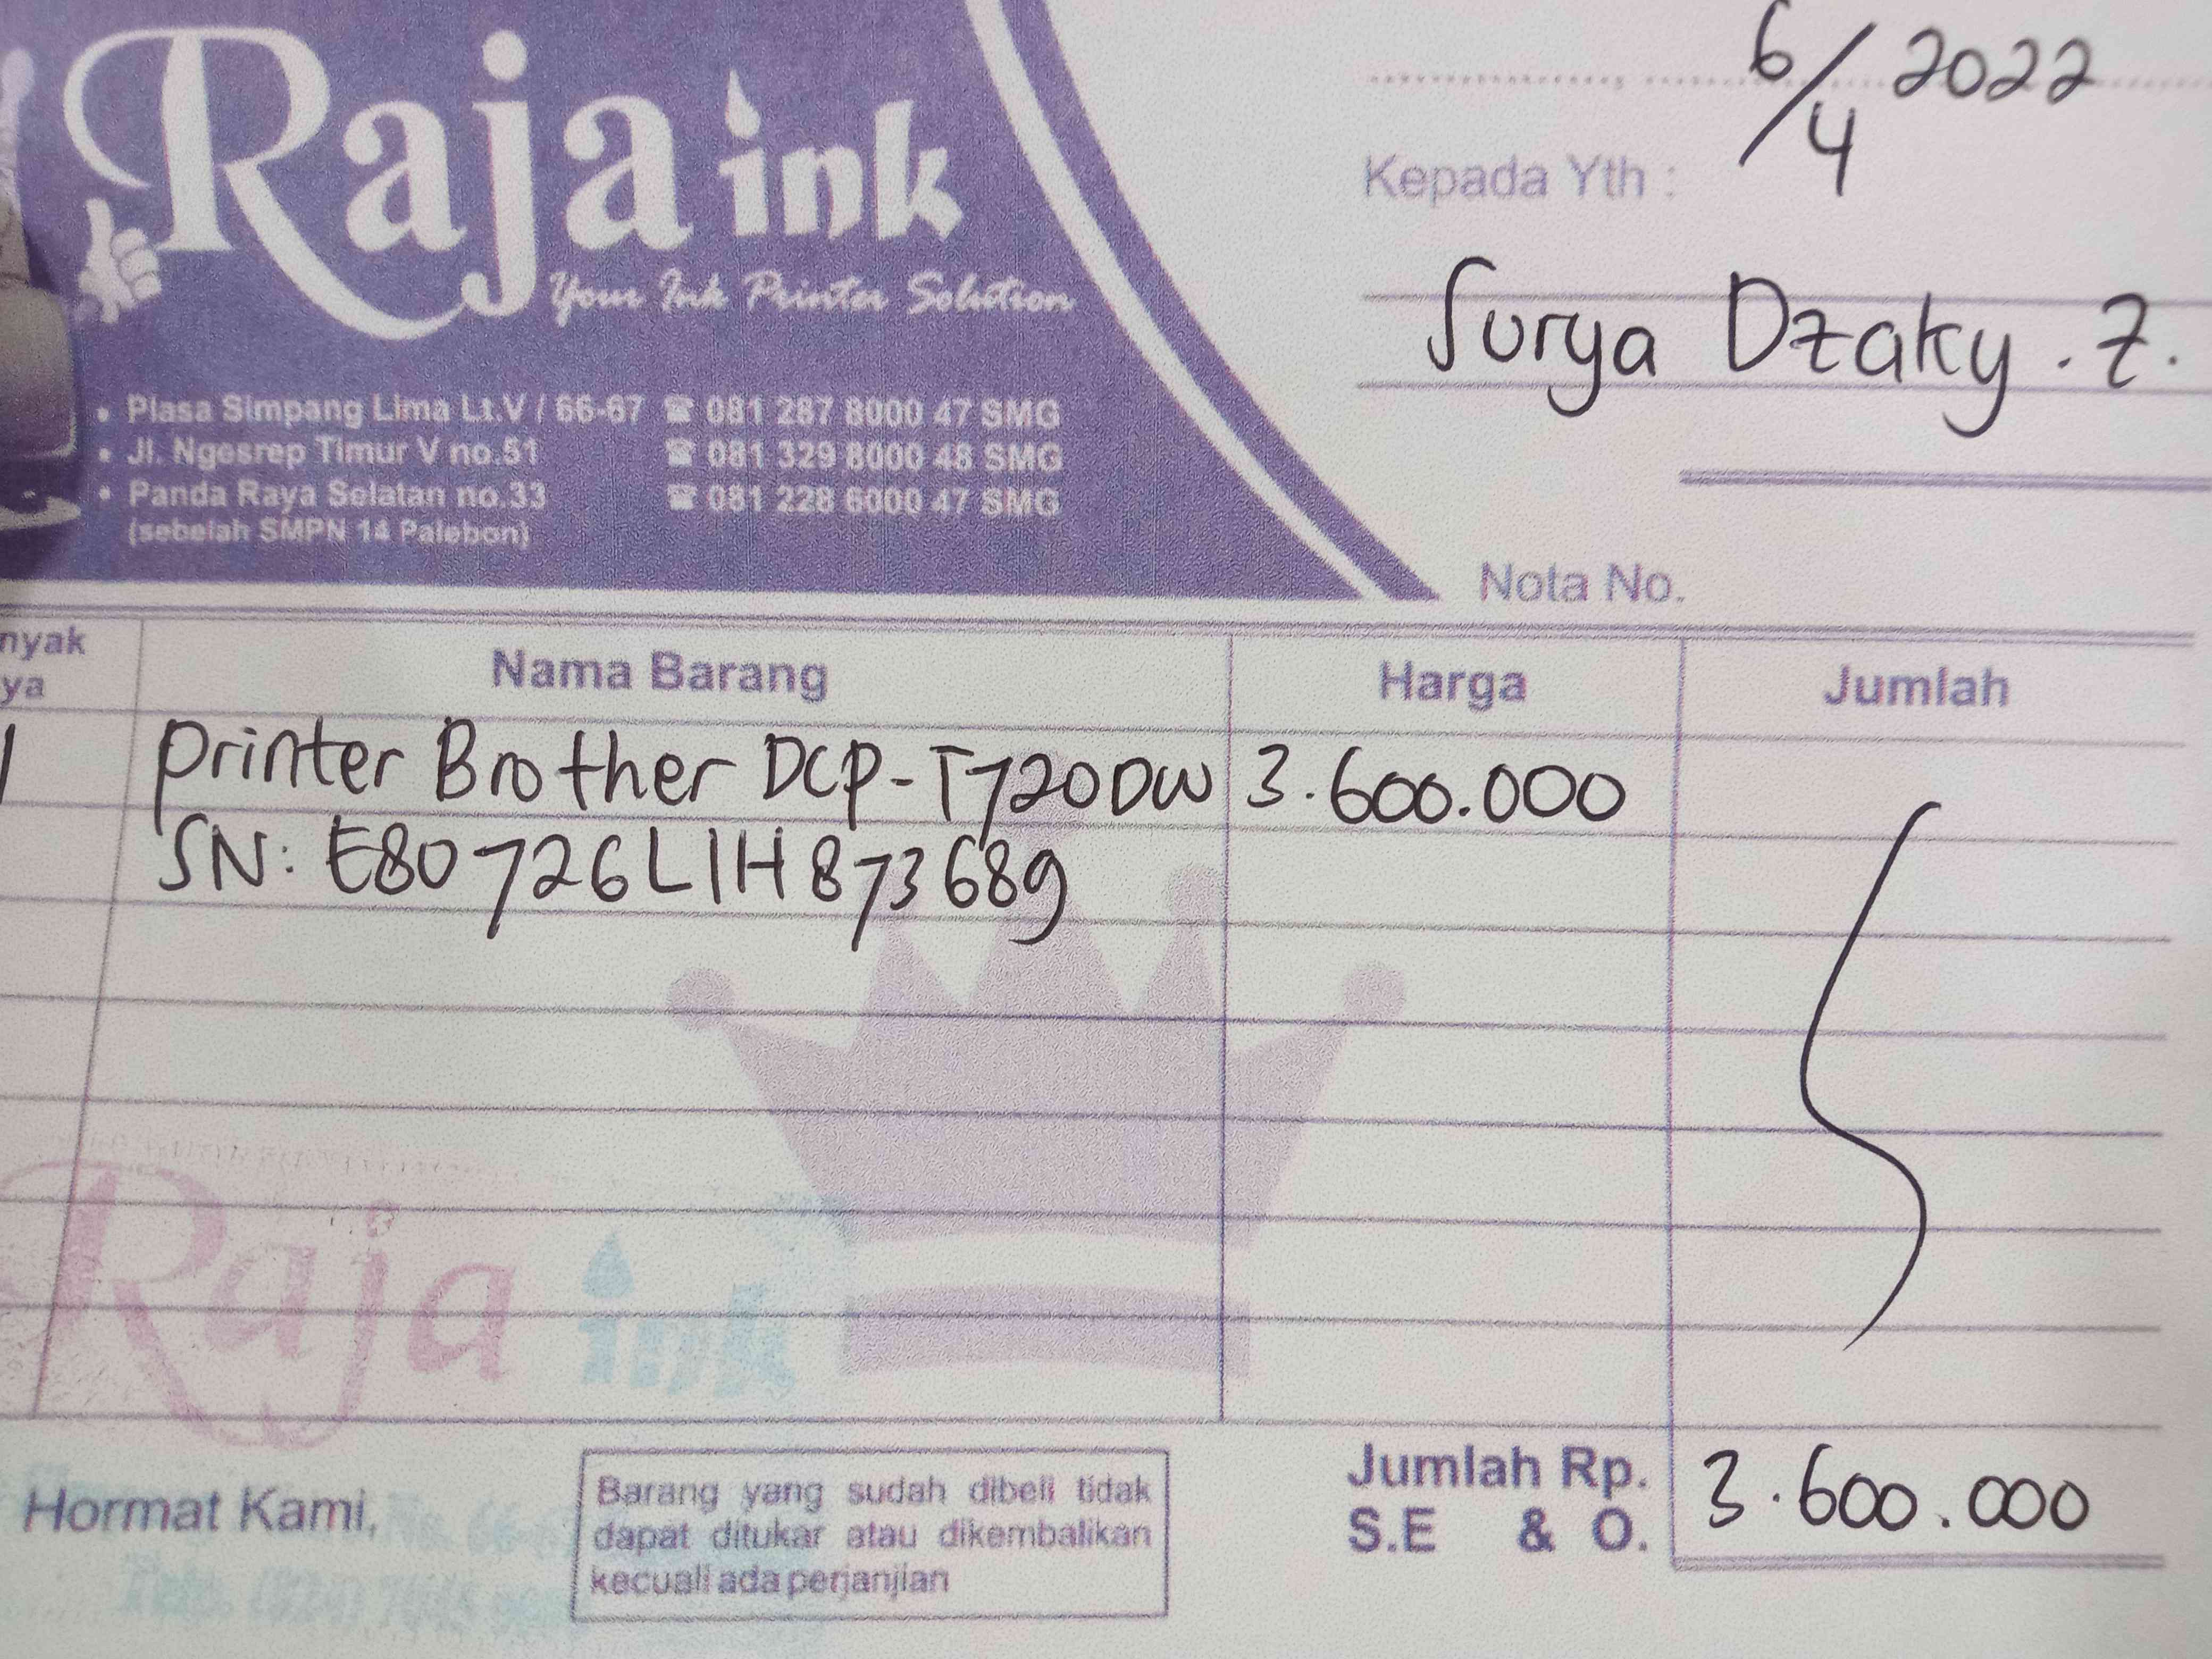 Raja ink
Your Ink Printer Solution
• Plasa Simpang Lima Lt.V / 66-67 ☎ 081 287 8000 47 SMG
• Jl. Ngesrep Timur V no.51 ☎ 081 329 8000 48 SMG
• Panda Raya Selatan no.33 ☎ 081 228 6000 47 SMG
(sebelah SMPN 14 Palebon)
6/4 2022
Kepada Yth :
Surya Dzaky . Z.
Nota No.
nyak
ya
Nama Barang Harga Jumlah
1 Printer Brother DCP-T720DW 3.600.000
SN: E80726L1H873689
Raja ink
Hormat Kami,
Barang yang sudah dibeli tidak
dapat ditukar atau dikembalikan
kecuali ada perjanjian
Jumlah Rp. 3.600.000
S.E & O.